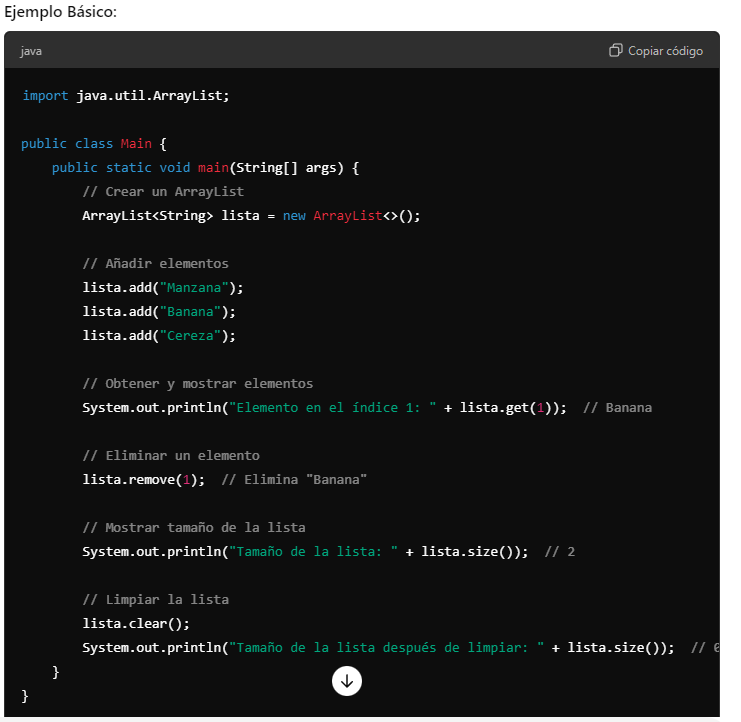 Ejemplo Básico:
java
Copiar código
import java.util.ArrayList;
public class Main {
    public static void main(String[] args) {
        // Crear un ArrayList
        ArrayList<String> lista = new ArrayList<>();
        // Añadir elementos
        lista.add("Manzana");
        lista.add("Banana");
        lista.add("Cereza");
        // Obtener y mostrar elementos
        System.out.println("Elemento en el índice 1: " + lista.get(1));  // Banana
        // Eliminar un elemento
        lista.remove(1);  // Elimina "Banana"
        // Mostrar tamaño de la lista
        System.out.println("Tamaño de la lista: " + lista.size());  // 2
        // Limpiar la lista
        lista.clear();
        System.out.println("Tamaño de la lista después de limpiar: " + lista.size());  // 0
    }
}